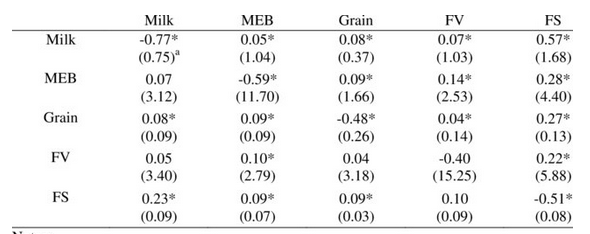 Milk MEB Grain FV FS
Milk -0.77* 0.05* 0.08* 0.07* 0.57*
(0.75)a (1.04) (0.37) (1.03) (1.68)
MEB 0.07 -0.59* 0.09* 0.14* 0.28*
(3.12) (11.70) (1.66) (2.53) (4.40)
Grain 0.08* 0.09* -0.48* 0.04* 0.27*
(0.09) (0.09) (0.26) (0.14) (0.13)
FV 0.05 0.10* 0.04 -0.40 0.22*
(3.40) (2.79) (3.18) (15.25) (5.88)
FS 0.23* 0.09* 0.09* 0.10 -0.51*
(0.09) (0.07) (0.03) (0.09) (0.08)